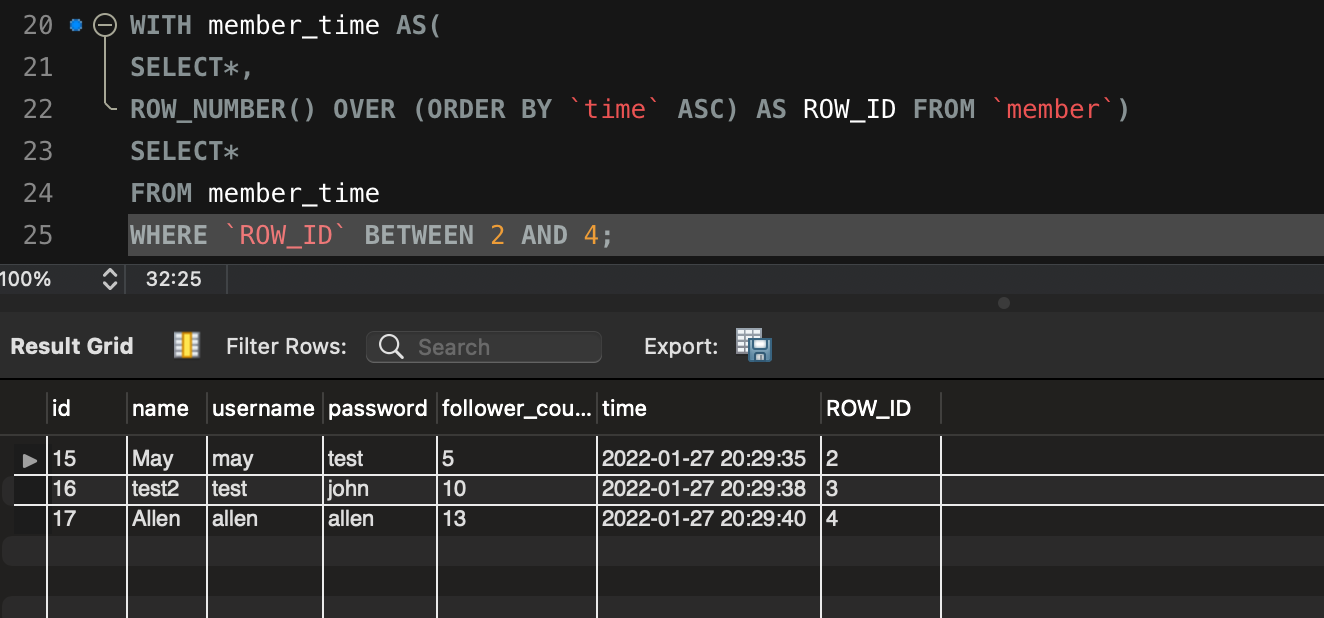 20 WITH member_time AS(
21 SELECT*,
22 ROW_NUMBER() OVER (ORDER BY `time` ASC) AS ROW_ID FROM `member`)
23 SELECT*
24 FROM member_time
25 WHERE `ROW_ID` BETWEEN 2 AND 4;
100% 32:25
Result Grid Filter Rows: Search Export:
id name username password follower_cou... time ROW_ID
15 May may test 5 2022-01-27 20:29:35 2
16 test2 test john 10 2022-01-27 20:29:38 3
17 Allen allen allen 13 2022-01-27 20:29:40 4